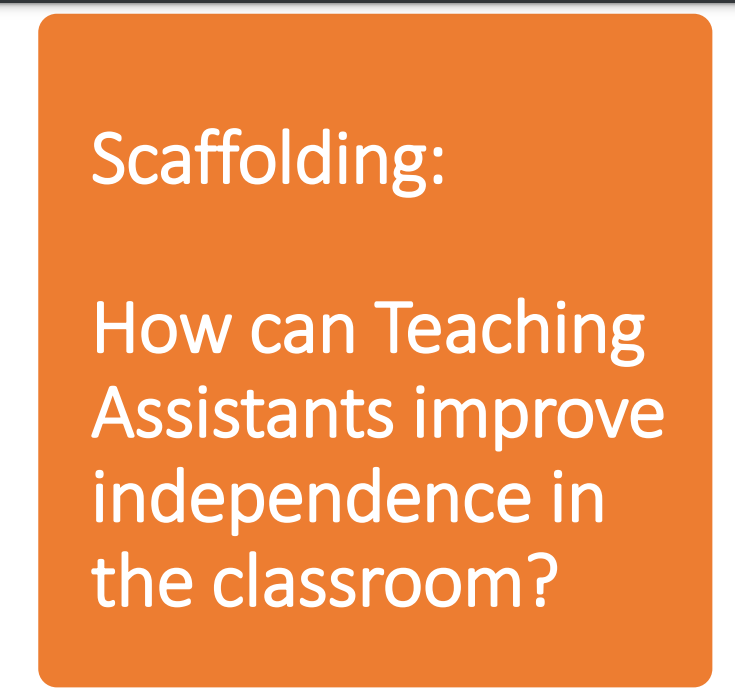 Scaffolding:
How can Teaching
Assistants improve
independence in
the classroom?